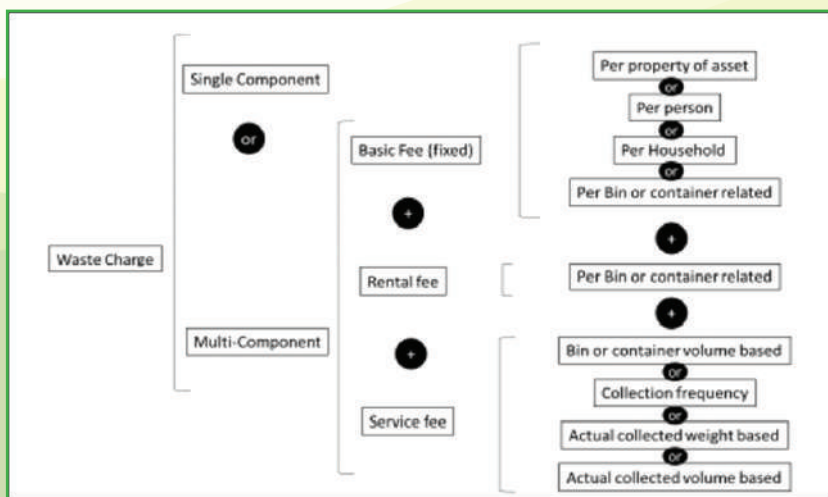 Waste Charge
Single Component
or
Multi-Component
Basic Fee (fixed)
+
Rental fee
+
Service fee
Per property of asset
or
Per person
or
Per Household
or
Per Bin or container related
+
Per Bin or container related
+
Bin or container volume based
or
Collection frequency
or
Actual collected weight based
or
Actual collected volume based